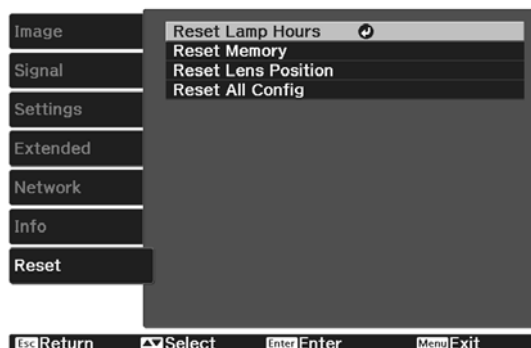 Image
Signal
Settings
Extended
Network
Info
Reset
Reset Lamp Hours
Reset Memory
Reset Lens Position
Reset All Config
Esc Return Select Enter Enter Menu Exit